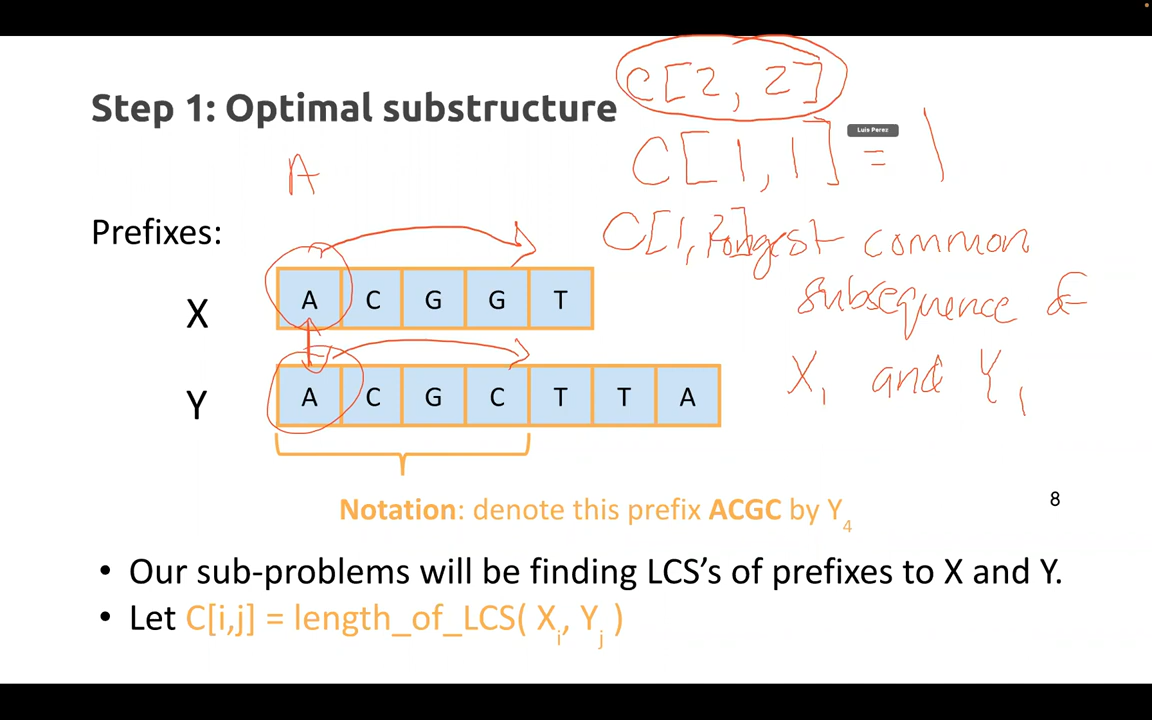 C[2, 2]
Step 1: Optimal substructure
Luis Perez
C[1, 1] = 1
A
Prefixes:
C[1, 2] longest common
subsequence of
X A C G G T
X₁ and Y₁
Y A C G C T T A
8
Notation: denote this prefix ACGC by Y₄
• Our sub-problems will be finding LCS's of prefixes to X and Y.
• Let C[i,j] = length_of_LCS( Xᵢ, Yⱼ )